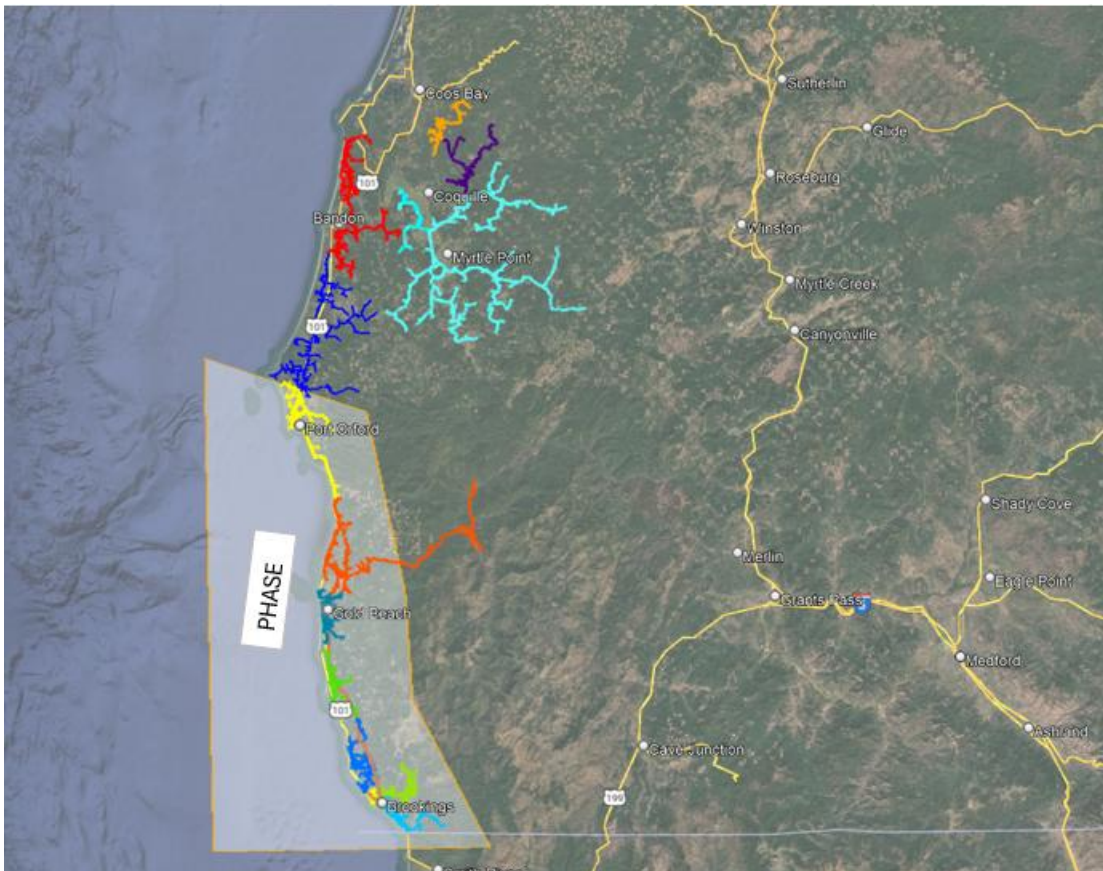 Sutherlin
Coos Bay
Glide
Roseburg
101
Coquille
Bandon
Winston
Myrtle Point
Myrtle Creek
101
Canyonville
Port Orford
Shady Cove
Merlin
Eagle Point
Grants Pass
PHASE
Gold Beach
Medford
101
Ashland
Cave Junction
199
Brookings